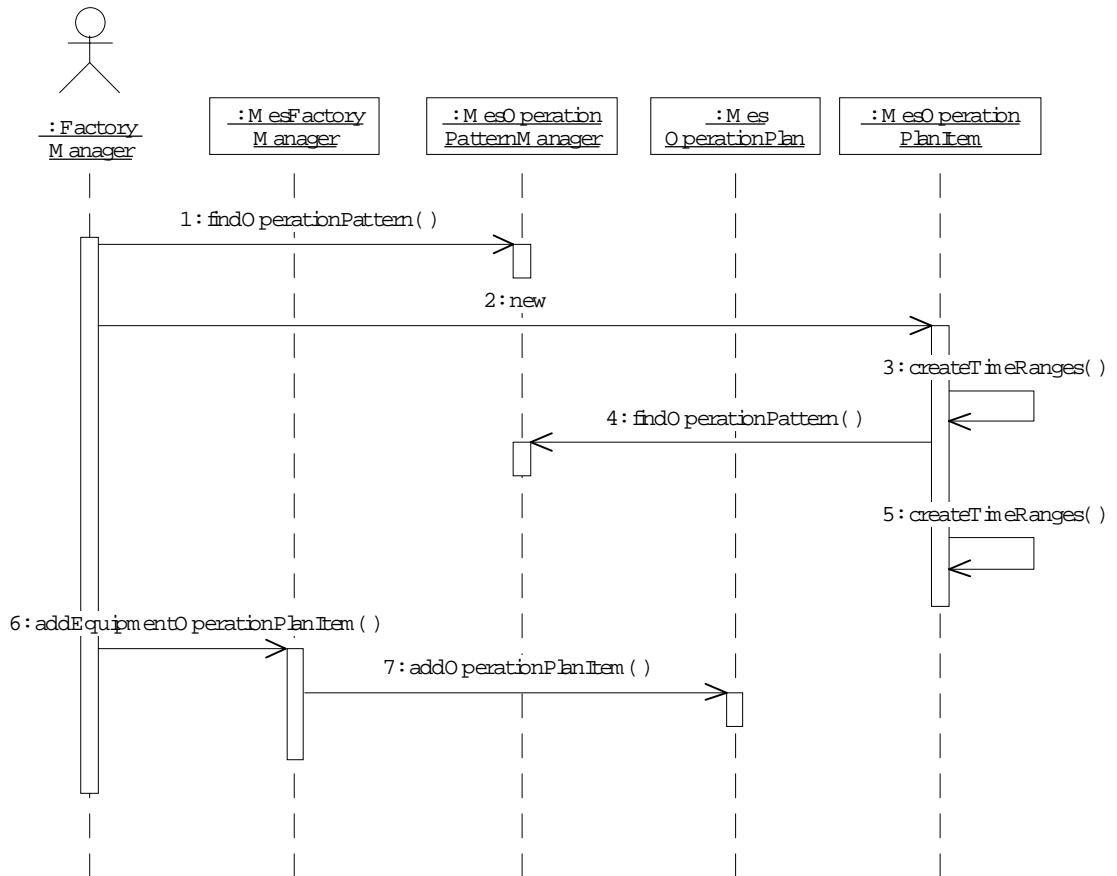 :Factory
Manager
:MesFactory
Manager
:MesOperation
PatternManager
:Mes
OperationPlan
:MesOperation
PlanItem
1:findOperationPattern()
2:new
3:createTimeRanges()
4:findOperationPattern()
5:createTimeRanges()
6:addEquipmentOperationPlanItem()
7:addOperationPlanItem()